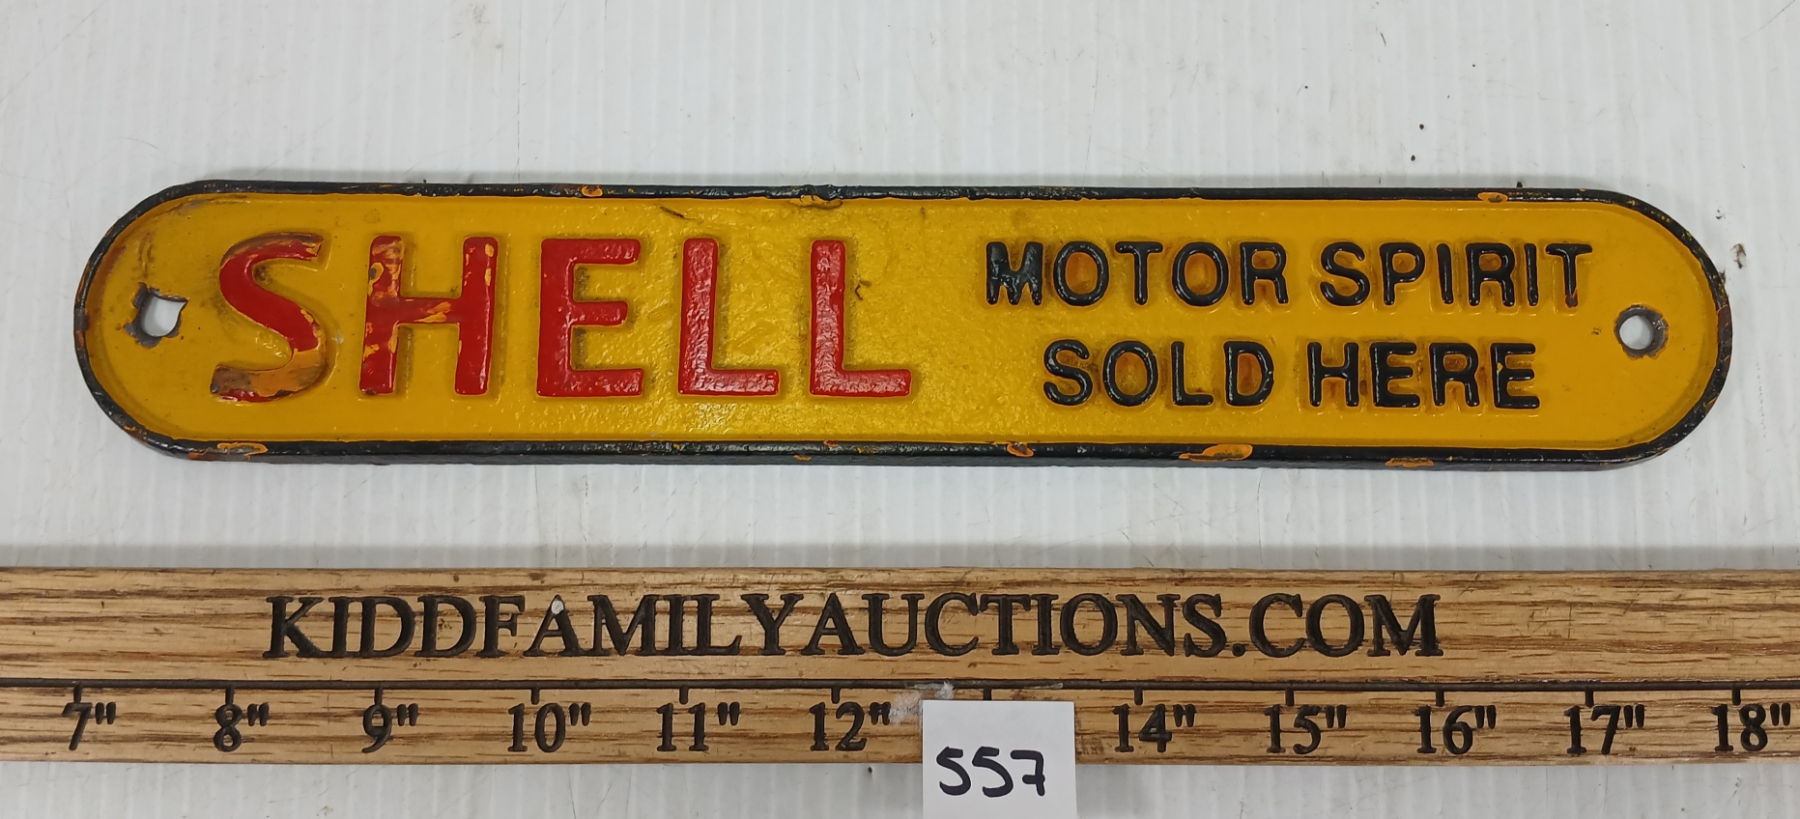 SHELL
MOTOR SPIRIT
SOLD HERE
KIDDFAMILYAUCTIONS.COM
7" 8" 9" 10" 11" 12" 14" 15" 16" 17" 18"
557